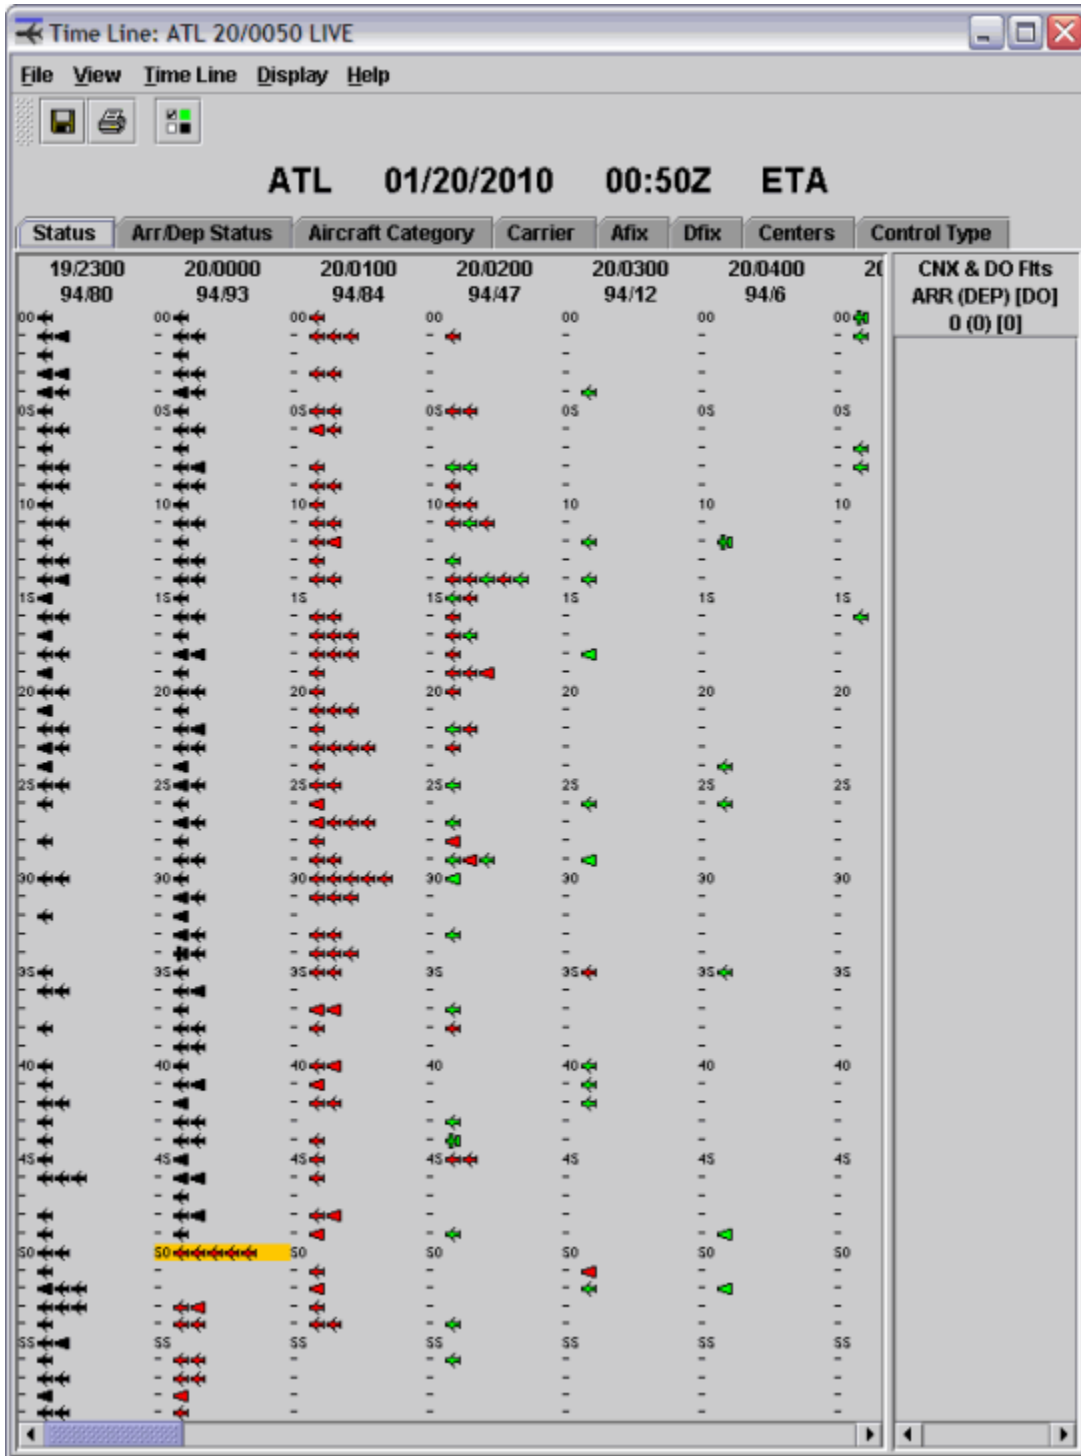 Time Line: ATL 20/0050 LIVE
File View Time Line Display Help
ATL 01/20/2010 00:50Z ETA
Status Arr/Dep Status Aircraft Category Carrier Afix Dfix Centers Control Type
19/2300 20/0000 20/0100 20/0200 20/0300 20/0400 20 CNX & DO Flts
94/80 94/93 94/84 94/47 94/12 94/6 ARR (DEP) [DO]
0 (0) [0]
00 00 00 00 00 00 00
05 05 05 05 05 05 05
10 10 10 10 10 10
15 15 15 15 15 15 15
20 20 20 20 20 20 20
25 25 25 25 25 25 25
30 30 30 30 30 30 30
35 35 35 35 35 35 35
40 40 40 40 40 40 40
45 45 45 45 45 45 45
50 50 50 50 50 50 50
55 55 55 55 55 55 55